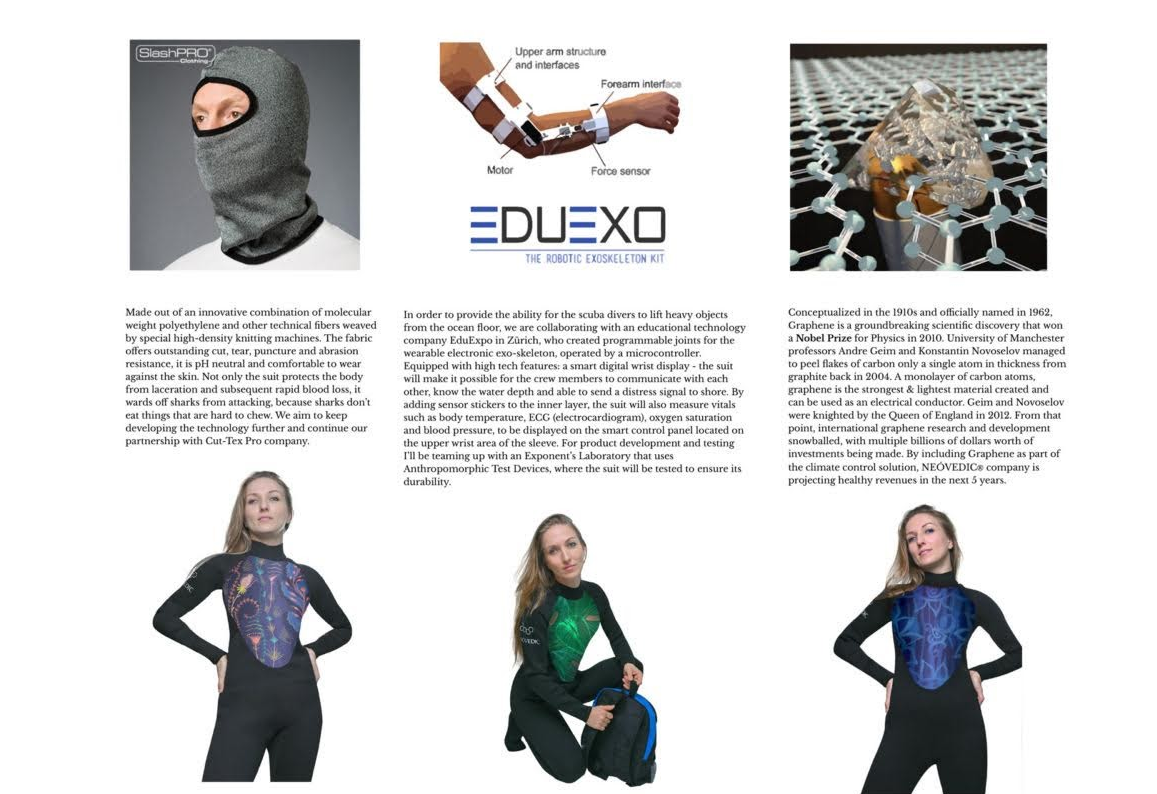 SlashPRO®
Clothing
Upper arm structure
and interfaces
Forearm interface
Motor
Force sensor
EDUEXO
THE ROBOTIC EXOSKELETON KIT
Made out of an innovative combination of molecular
weight polyethylene and other technical fibers weaved
by special high-density knitting machines. The fabric
offers outstanding cut, tear, puncture and abrasion
resistance, it is pH neutral and comfortable to wear
against the skin. Not only the suit protects the body
from laceration and subsequent rapid blood loss, it
wards off sharks from attacking, because sharks don't
eat things that are hard to chew. We aim to keep
developing the technology further and continue our
partnership with Cut-Tex Pro company.
In order to provide the ability for the scuba divers to lift heavy objects
from the ocean floor, we are collaborating with an educational technology
company EduExpo in Zürich, who created programmable joints for the
wearable electronic exo-skeleton, operated by a microcontroller.
Equipped with high tech features: a smart digital wrist display - the suit
will make it possible for the crew members to communicate with each
other, know the water depth and able to send a distress signal to shore. By
adding sensor stickers to the inner layer, the suit will also measure vitals
such as body temperature, ECG (electrocardiogram), oxygen saturation
and blood pressure, to be displayed on the smart control panel located on
the upper wrist area of the sleeve. For product development and testing
I'll be teaming up with an Exponent's Laboratory that uses
Anthropomorphic Test Devices, where the suit will be tested to ensure its
durability.
Conceptualized in the 1910s and officially named in 1962,
Graphene is a groundbreaking scientific discovery that won
a Nobel Prize for Physics in 2010. University of Manchester
professors Andre Geim and Konstantin Novoselov managed
to peel flakes of carbon only a single atom in thickness from
graphite back in 2004. A monolayer of carbon atoms,
graphene is the strongest & lightest material created and
can be used as an electrical conductor. Geim and Novoselov
were knighted by the Queen of England in 2012. From that
point, international graphene research and development
snowballed, with multiple billions of dollars worth of
investments being made. By including Graphene as part of
the climate control solution, NEÓVEDIC® company is
projecting healthy revenues in the next 5 years.